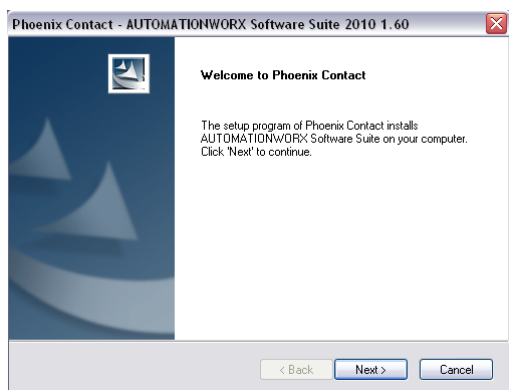 Phoenix Contact - AUTOMATIONWORX Software Suite 2010 1.60
Welcome to Phoenix Contact
The setup program of Phoenix Contact installs
AUTOMATIONWORX Software Suite on your computer.
Click 'Next' to continue.
< Back
Next >
Cancel